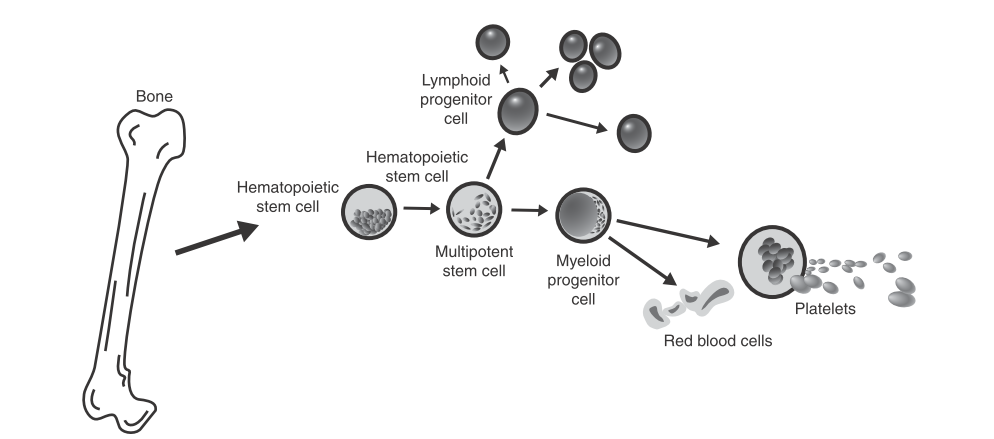 Bone
Lymphoid
progenitor
cell
Hematopoietic
stem cell
Hematopoietic
stem cell
Multipotent
stem cell
Myeloid
progenitor
cell
Platelets
Red blood cells